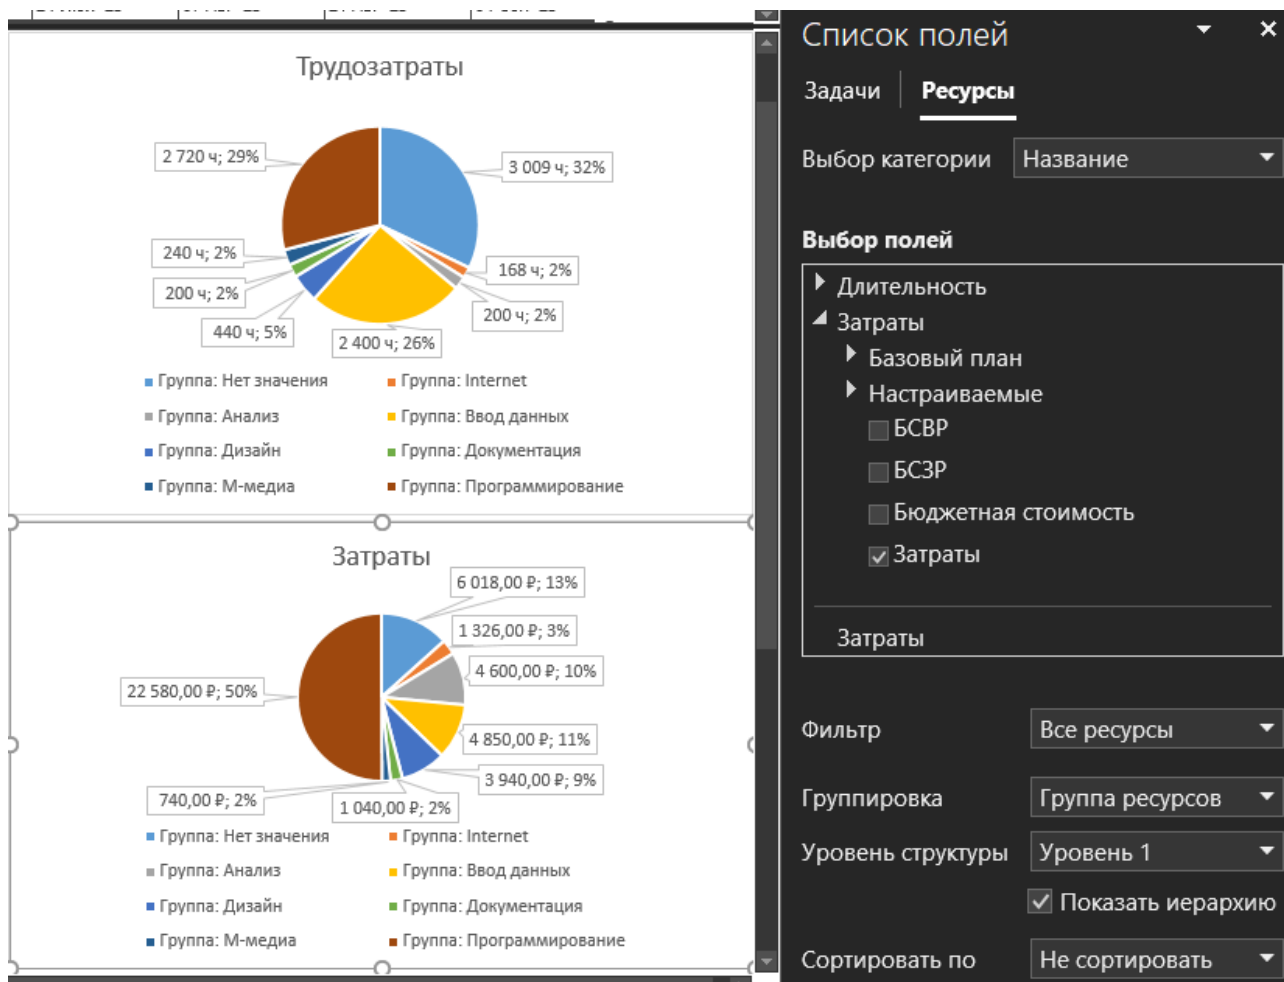 Трудозатраты
2 720 ч; 29%
3 009 ч; 32%
240 ч; 2%
168 ч; 2%
200 ч; 2%
200 ч; 2%
440 ч; 5%
2 400 ч; 26%
Группа: Нет значения
Группа: Internet
Группа: Анализ
Группа: Ввод данных
Группа: Дизайн
Группа: Документация
Группа: М-медиа
Группа: Программирование
Затраты
6 018,00 ₽; 13%
1 326,00 ₽; 3%
4 600,00 ₽; 10%
22 580,00 ₽; 50%
4 850,00 ₽; 11%
3 940,00 ₽; 9%
740,00 ₽; 2%
1 040,00 ₽; 2%
Группа: Нет значения
Группа: Internet
Группа: Анализ
Группа: Ввод данных
Группа: Дизайн
Группа: Документация
Группа: М-медиа
Группа: Программирование
Список полей
Задачи
Ресурсы
Выбор категории
Название
Выбор полей
Длительность
Затраты
Базовый план
Настраиваемые
БСВР
БСЗР
Бюджетная стоимость
Затраты
Затраты
Фильтр
Все ресурсы
Группировка
Группа ресурсов
Уровень структуры
Уровень 1
Показать иерархию
Сортировать по
Не сортировать